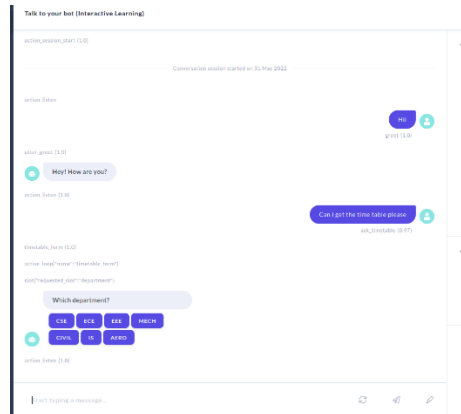 Talk to your bot (Interactive Learning)
action_session_start (1.0)
Conversation session started on 31 May 2022
action_listen
Hi!
greet (1.0)
utter_greet (1.0)
Hey! How are you?
action_listen (1.0)
Can i get the time table please
ask_timetable (0.97)
timetable_form (1.0)
active_loop{"name":"timetable_form"}
slot{"requested_slot":"department"}
Which department?
CSE ECE EEE MECH
CIVIL IS AERO
action_listen (1.0)
Start typing a message...